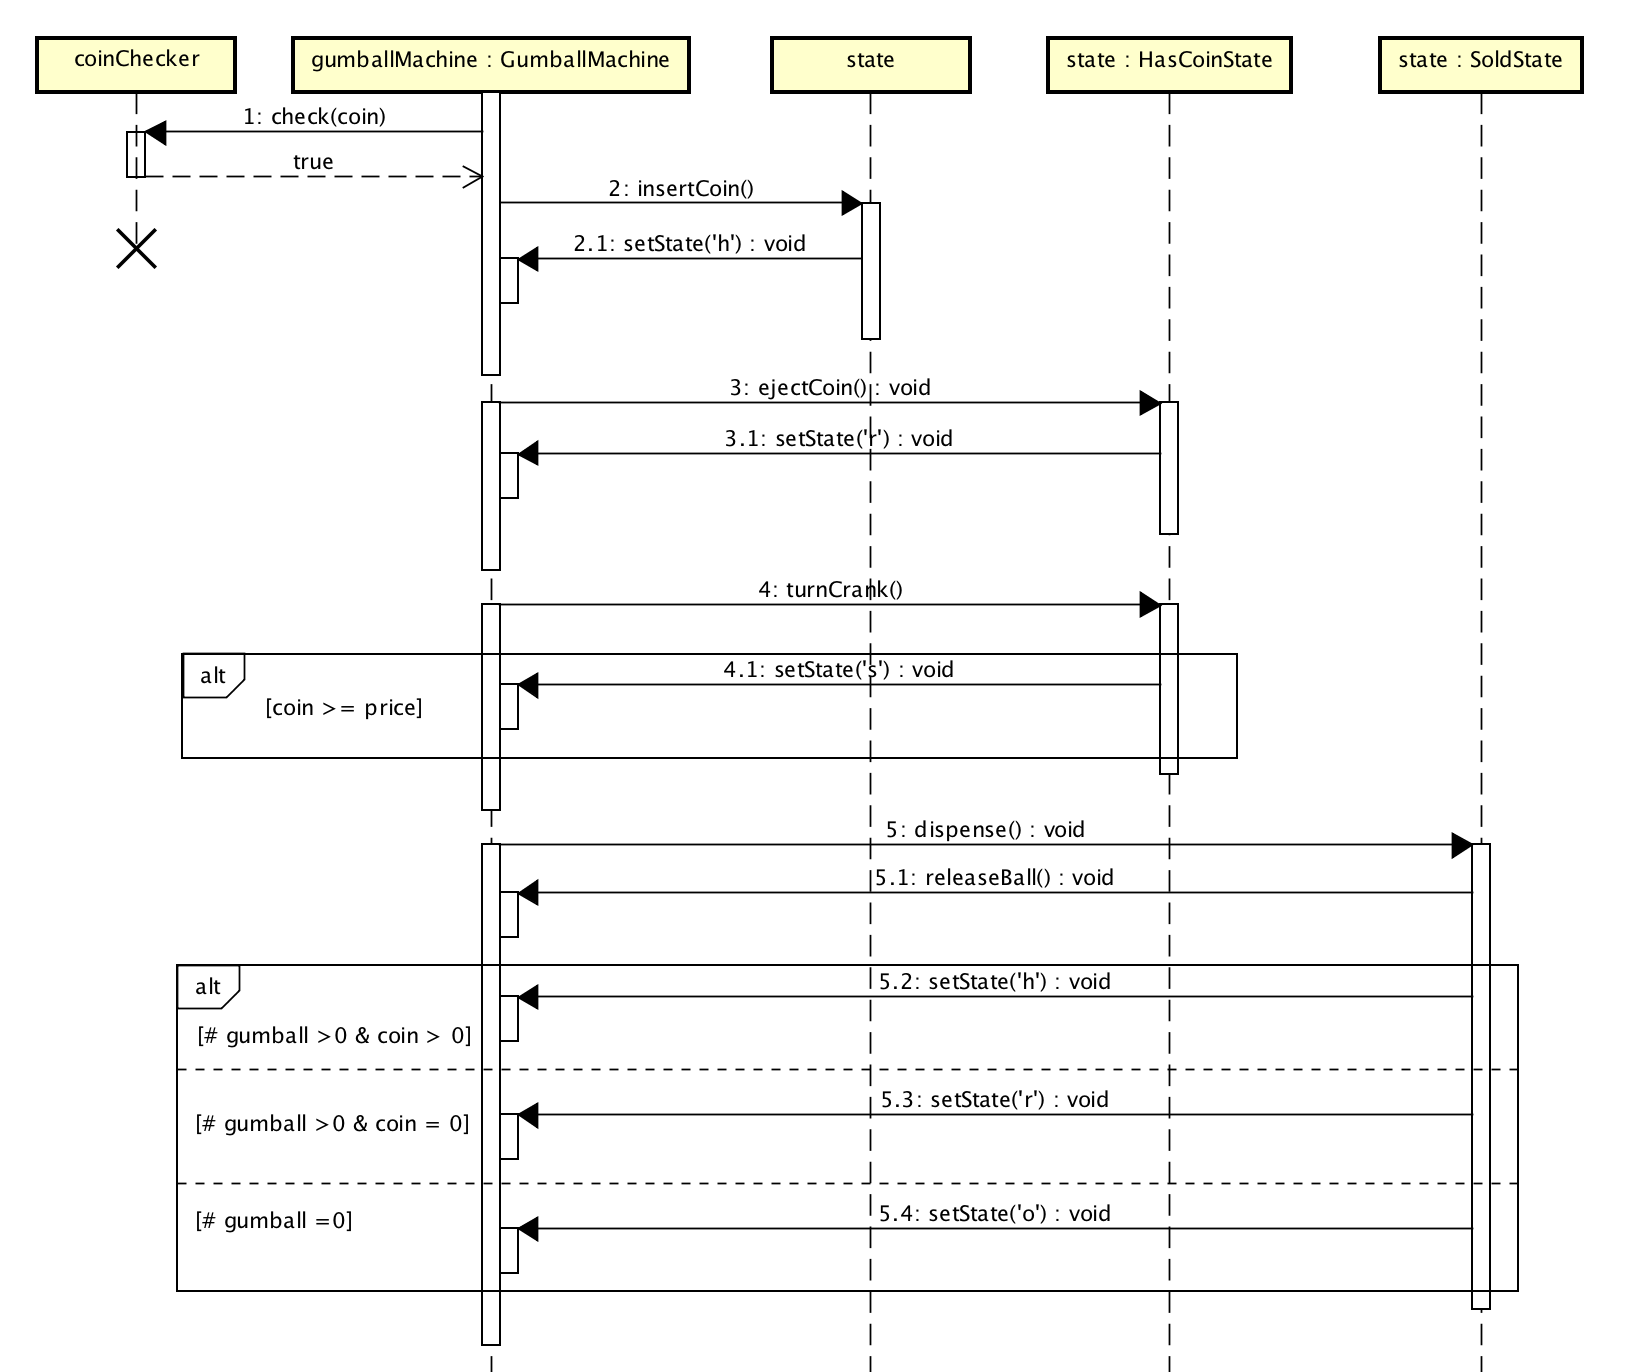 coinChecker
gumballMachine : GumballMachine
state
state : HasCoinState
state : SoldState
1: check(coin)
true
2: insertCoin()
2.1: setState('h') : void
3: ejectCoin() : void
3.1: setState('r') : void
4: turnCrank()
alt
4.1: setState('s') : void
[coin >= price]
5: dispense() : void
5.1: releaseBall() : void
alt
5.2: setState('h') : void
[# gumball >0 & coin > 0]
5.3: setState('r') : void
[# gumball >0 & coin = 0]
5.4: setState('o') : void
[# gumball =0]